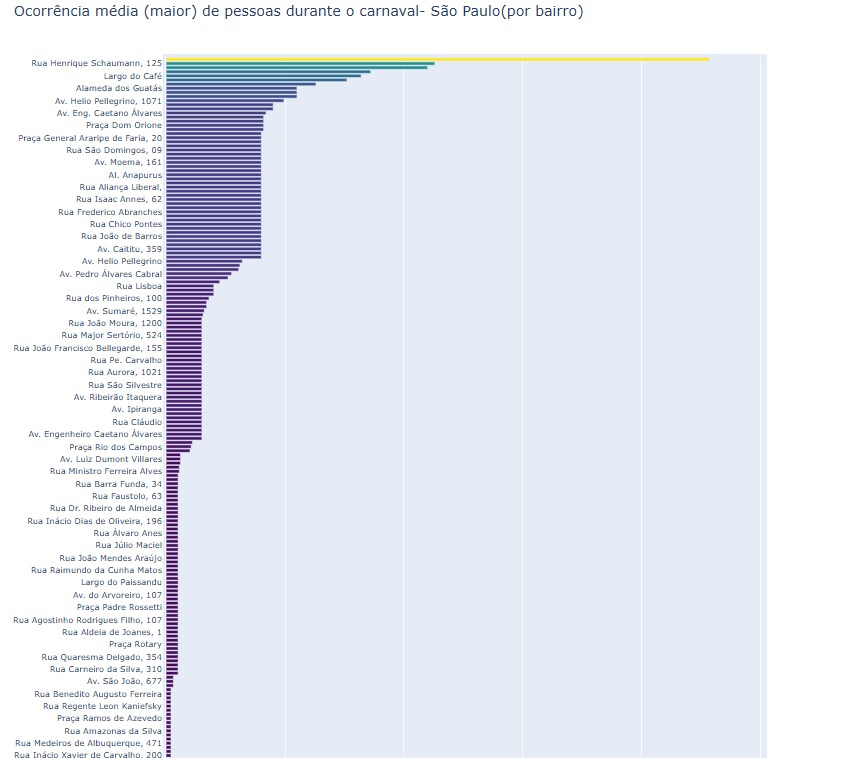 Ocorrência média (maior) de pessoas durante o carnaval- São Paulo(por bairro)
Rua Henrique Schaumann, 125
Largo do Café
Alameda dos Guatás
Av. Helio Pellegrino, 1071
Av. Eng. Caetano Álvares
Praça Dom Orione
Praça General Araripe de Faria, 20
Rua São Domingos, 09
Av. Moema, 161
Al. Anapurus
Rua Aliança Liberal,
Rua Isaac Annes, 62
Rua Frederico Abranches
Rua Chico Pontes
Rua João de Barros
Av. Caititu, 359
Av. Helio Pellegrino
Av. Pedro Álvares Cabral
Rua Lisboa
Rua dos Pinheiros, 100
Av. Sumaré, 1529
Rua João Moura, 1200
Rua Major Sertório, 524
Rua João Francisco Bellegarde, 155
Rua Pe. Carvalho
Rua Aurora, 1021
Rua São Silvestre
Av. Ribeirão Itaquera
Av. Ipiranga
Rua Cláudio
Av. Engenheiro Caetano Álvares
Praça Rio dos Campos
Av. Luiz Dumont Villares
Rua Ministro Ferreira Alves
Rua Barra Funda, 34
Rua Faustolo, 63
Rua Dr. Ribeiro de Almeida
Rua Inácio Dias de Oliveira, 196
Rua Álvaro Anes
Rua Júlio Maciel
Rua João Mendes Araújo
Rua Raimundo da Cunha Matos
Largo do Paissandu
Av. do Arvoreiro, 107
Praça Padre Rossetti
Rua Agostinho Rodrigues Filho, 107
Rua Aldeia de Joanes, 1
Praça Rotary
Rua Quaresma Delgado, 354
Rua Carneiro da Silva, 310
Av. São João, 677
Rua Benedito Augusto Ferreira
Rua Regente Leon Kaniefsky
Praça Ramos de Azevedo
Rua Amazonas da Silva
Rua Medeiros de Albuquerque, 471
Rua Inácio Xavier de Carvalho, 200